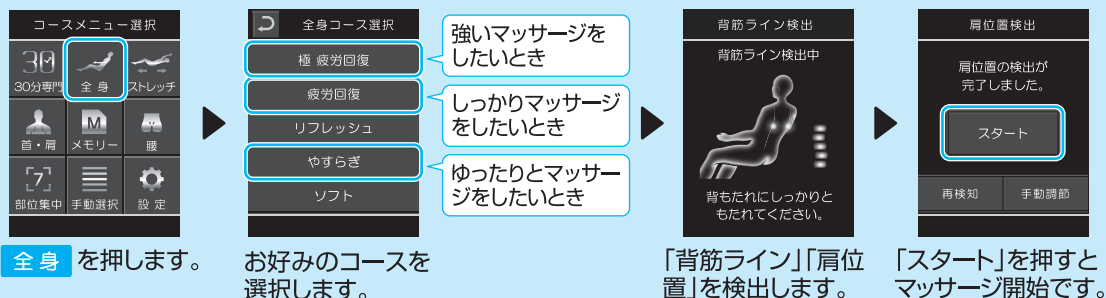 コースメニュー選択
30
30分専門
全身
ストレッチ
首・肩
M
メモリー
腰
7
部位集中
手動選択
設定
全身 を押します。
全身コース選択
極 疲労回復
疲労回復
リフレッシュ
やすらぎ
ソフト
強いマッサージを
したいとき
しっかりマッサージ
をしたいとき
ゆったりとマッサー
ジをしたいとき
お好みのコースを
選択します。
背筋ライン検出
背筋ライン検出中
背もたれにしっかりと
もたれてください。
「背筋ライン」「肩位
置」を検出します。
肩位置検出
肩位置の検出が
完了しました。
スタート
再検知
手動調節
「スタート」を押すと
マッサージ開始です。